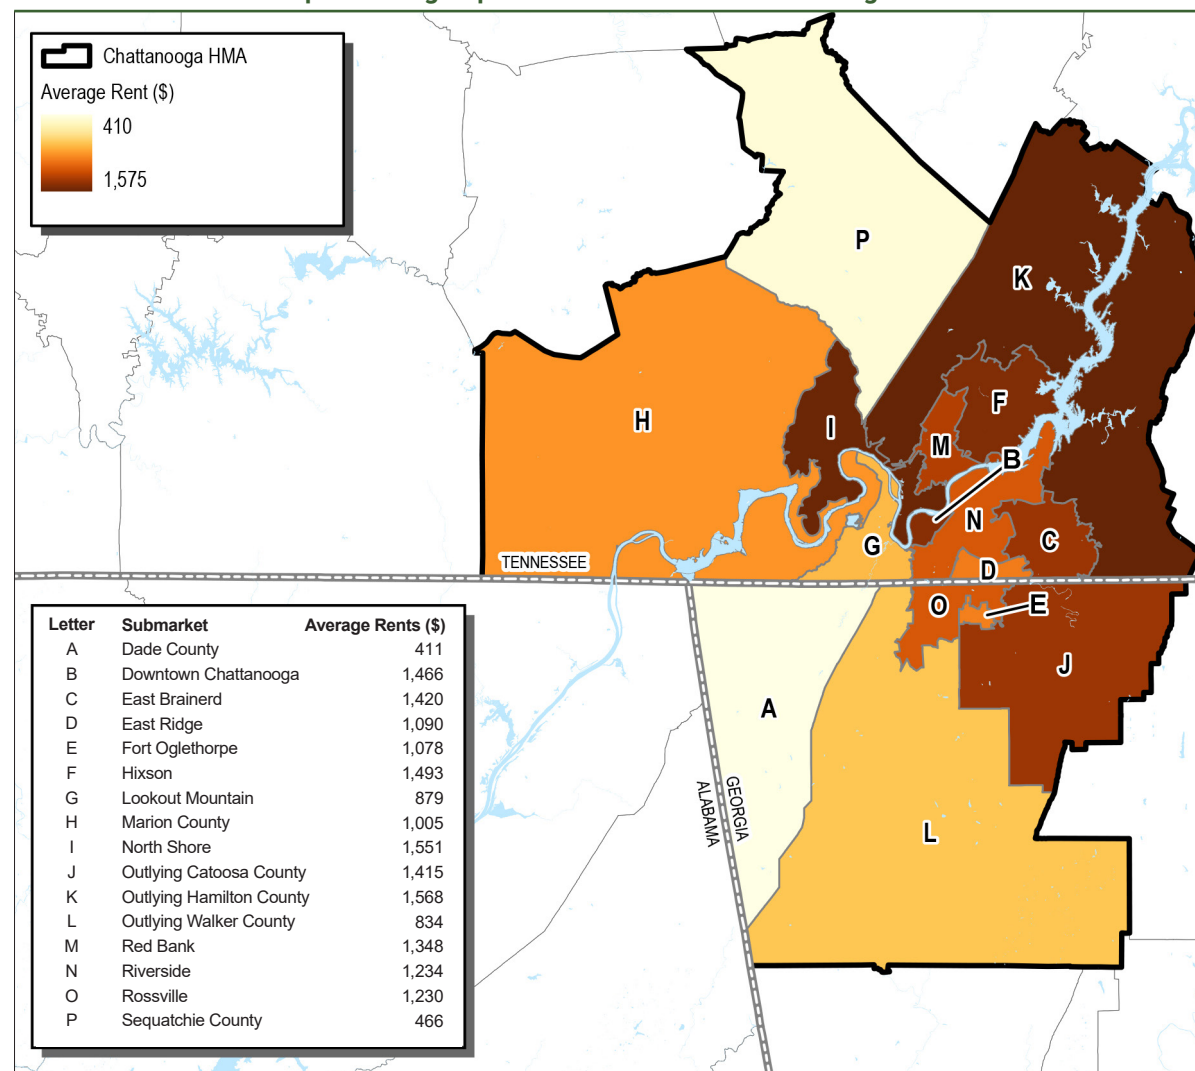 Chattanooga HMA
Average Rent ($)
410
1,575
P
K
F
H
I
M
B
N
C
G
D
TENNESSEE
O
E
J
A
L
GEORGIA
ALABAMA
Letter Submarket Average Rents ($)
A Dade County 411
B Downtown Chattanooga 1,466
C East Brainerd 1,420
D East Ridge 1,090
E Fort Oglethorpe 1,078
F Hixson 1,493
G Lookout Mountain 879
H Marion County 1,005
I North Shore 1,551
J Outlying Catoosa County 1,415
K Outlying Hamilton County 1,568
L Outlying Walker County 834
M Red Bank 1,348
N Riverside 1,234
O Rossville 1,230
P Sequatchie County 466